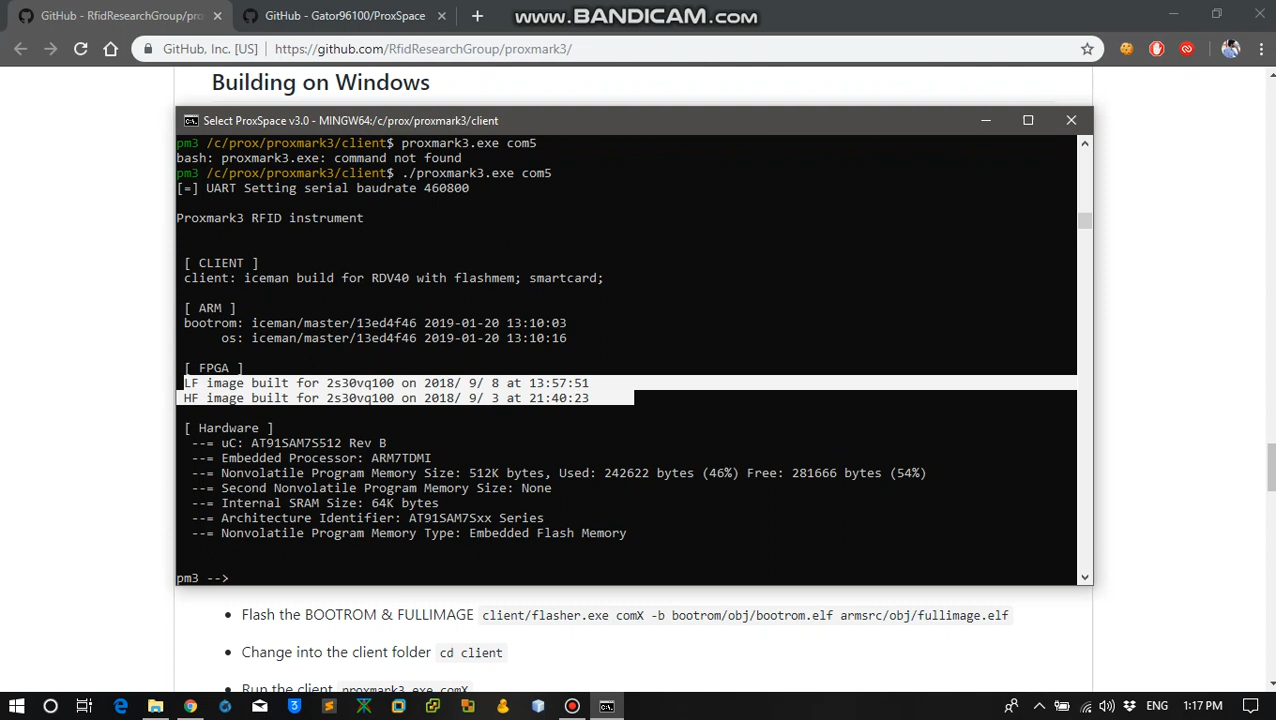 GitHub - RfidResearchGroup/pro
GitHub - Gator96100/ProxSpace
www.BANDICAM.com
GitHub, Inc. [US] | https://github.com/RfidResearchGroup/proxmark3/
Building on Windows
Select ProxSpace v3.0 - MINGW64:/c/prox/proxmark3/client
pm3 /c/prox/proxmark3/client$ proxmark3.exe com5
bash: proxmark3.exe: command not found
pm3 /c/prox/proxmark3/client$ ./proxmark3.exe com5
[=] UART Setting serial baudrate 460800
Proxmark3 RFID instrument
[ CLIENT ]
client: iceman build for RDV40 with flashmem; smartcard;
[ ARM ]
bootrom: iceman/master/13ed4f46 2019-01-20 13:10:03
os: iceman/master/13ed4f46 2019-01-20 13:10:16
[ FPGA ]
LF image built for 2s30vq100 on 2018/ 9/ 8 at 13:57:51
HF image built for 2s30vq100 on 2018/ 9/ 3 at 21:40:23
[ Hardware ]
--= uC: AT91SAM7S512 Rev B
--= Embedded Processor: ARM7TDMI
--= Nonvolatile Program Memory Size: 512K bytes, Used: 242622 bytes (46%) Free: 281666 bytes (54%)
--= Second Nonvolatile Program Memory Size: None
--= Internal SRAM Size: 64K bytes
--= Architecture Identifier: AT91SAM7Sxx Series
--= Nonvolatile Program Memory Type: Embedded Flash Memory
pm3 -->
Flash the BOOTROM & FULLIMAGE client/flasher.exe comX -b bootrom/obj/bootrom.elf armsrc/obj/fullimage.elf
Change into the client folder cd client
Run the client proxmark3.exe comX
ENG 1:17 PM